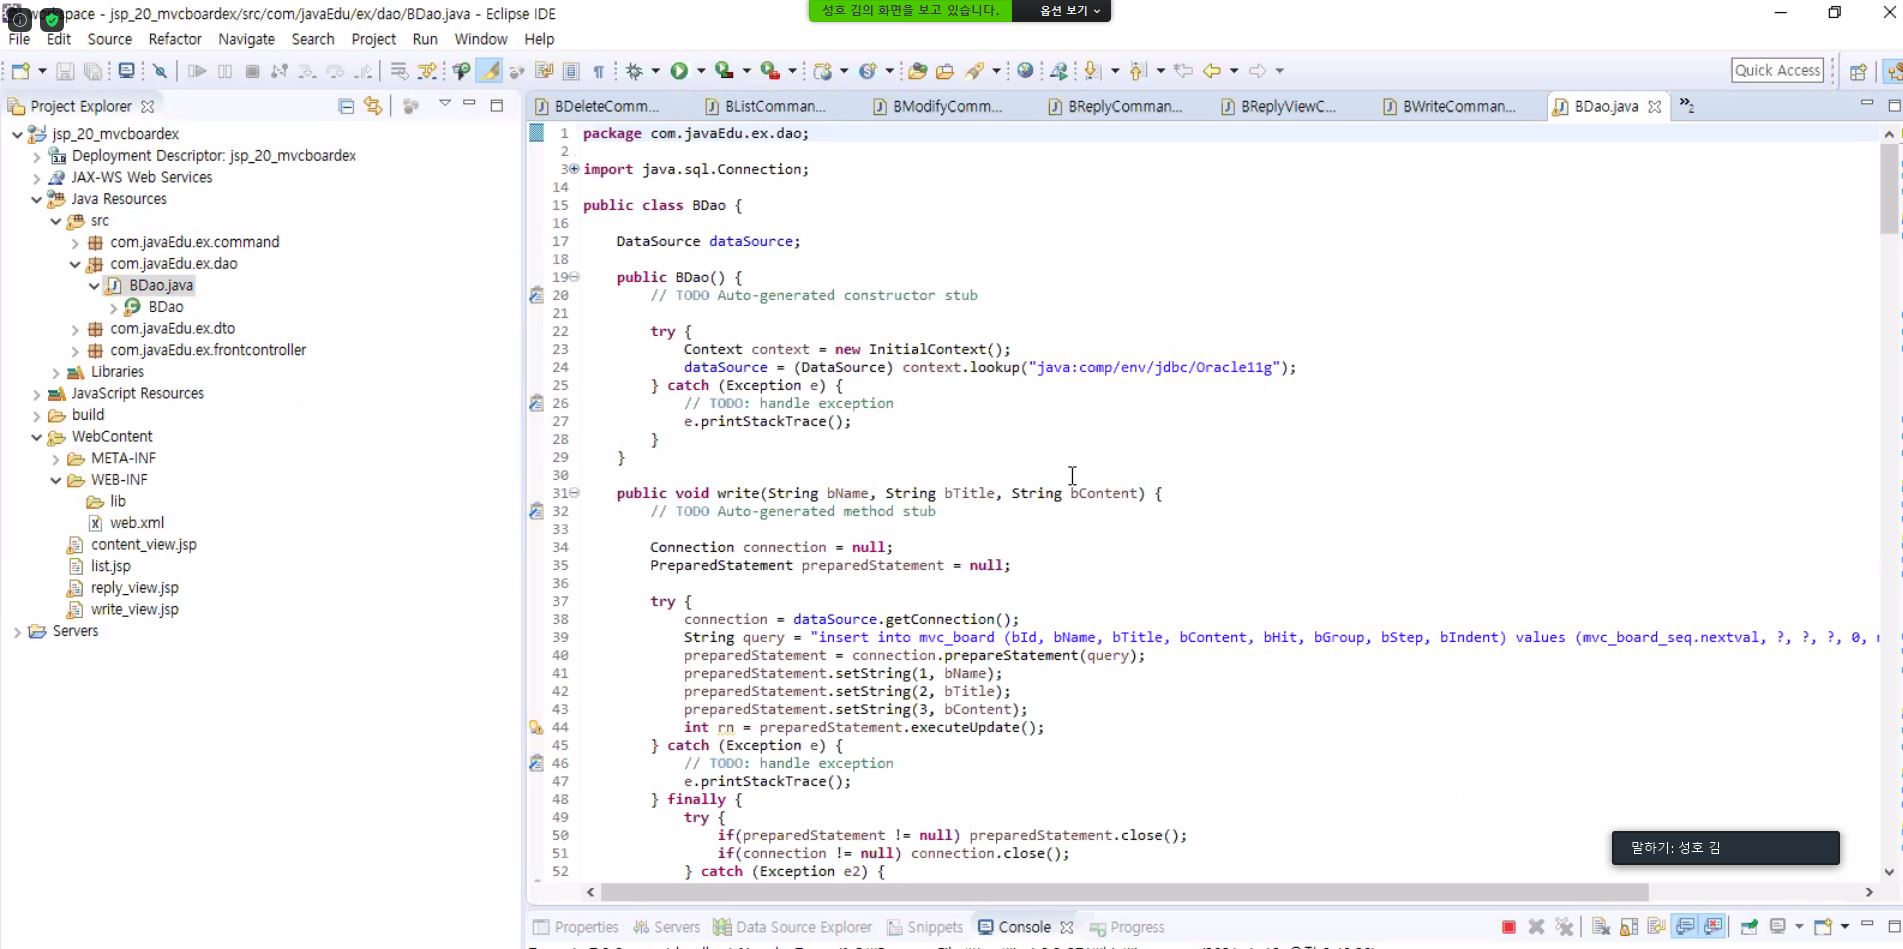 workspace - jsp_20_mvcboardex/src/com/javaEdu/ex/dao/BDao.java - Eclipse IDE
성호 김의 화면을 보고 있습니다.
옵션 보기
File Edit Source Refactor Navigate Search Project Run Window Help
Quick Access
Project Explorer
jsp_20_mvcboardex
Deployment Descriptor: jsp_20_mvcboardex
JAX-WS Web Services
Java Resources
src
com.javaEdu.ex.command
com.javaEdu.ex.dao
BDao.java
BDao
com.javaEdu.ex.dto
com.javaEdu.ex.frontcontroller
Libraries
JavaScript Resources
build
WebContent
META-INF
WEB-INF
lib
web.xml
content_view.jsp
list.jsp
reply_view.jsp
write_view.jsp
Servers
BDeleteComm... BListComman... BModifyComm... BReplyComman... BReplyViewC... BWriteComman... BDao.java »2
1 package com.javaEdu.ex.dao;
2
3 import java.sql.Connection;
14
15 public class BDao {
16
17 DataSource dataSource;
18
19 public BDao() {
20 // TODO Auto-generated constructor stub
21
22 try {
23 Context context = new InitialContext();
24 dataSource = (DataSource) context.lookup("java:comp/env/jdbc/Oracle11g");
25 } catch (Exception e) {
26 // TODO: handle exception
27 e.printStackTrace();
28 }
29 }
30
31 public void write(String bName, String bTitle, String bContent) {
32 // TODO Auto-generated method stub
33
34 Connection connection = null;
35 PreparedStatement preparedStatement = null;
36
37 try {
38 connection = dataSource.getConnection();
39 String query = "insert into mvc_board (bId, bName, bTitle, bContent, bHit, bGroup, bStep, bIndent) values (mvc_board_seq.nextval, ?, ?, ?, 0,
40 preparedStatement = connection.prepareStatement(query);
41 preparedStatement.setString(1, bName);
42 preparedStatement.setString(2, bTitle);
43 preparedStatement.setString(3, bContent);
44 int rn = preparedStatement.executeUpdate();
45 } catch (Exception e) {
46 // TODO: handle exception
47 e.printStackTrace();
48 } finally {
49 try {
50 if(preparedStatement != null) preparedStatement.close();
51 if(connection != null) connection.close();
52 } catch (Exception e2) {
말하기: 성호 김
Properties Servers Data Source Explorer Snippets Console Progress